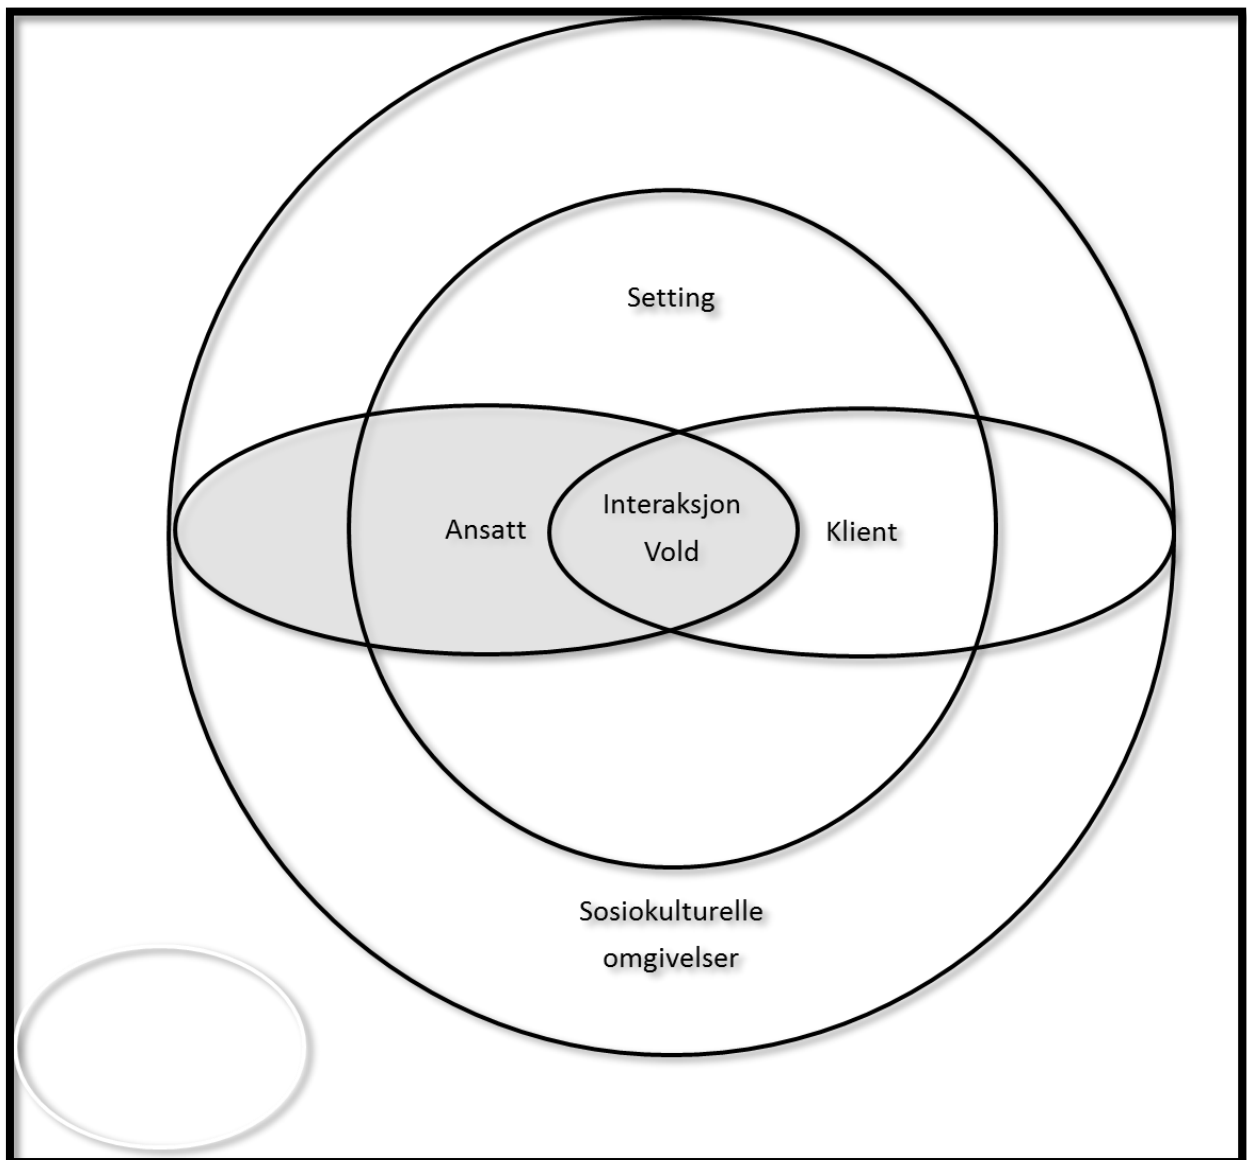 Setting
Ansatt
Interaksjon
Vold
Klient
Sosiokulturelle
omgivelser